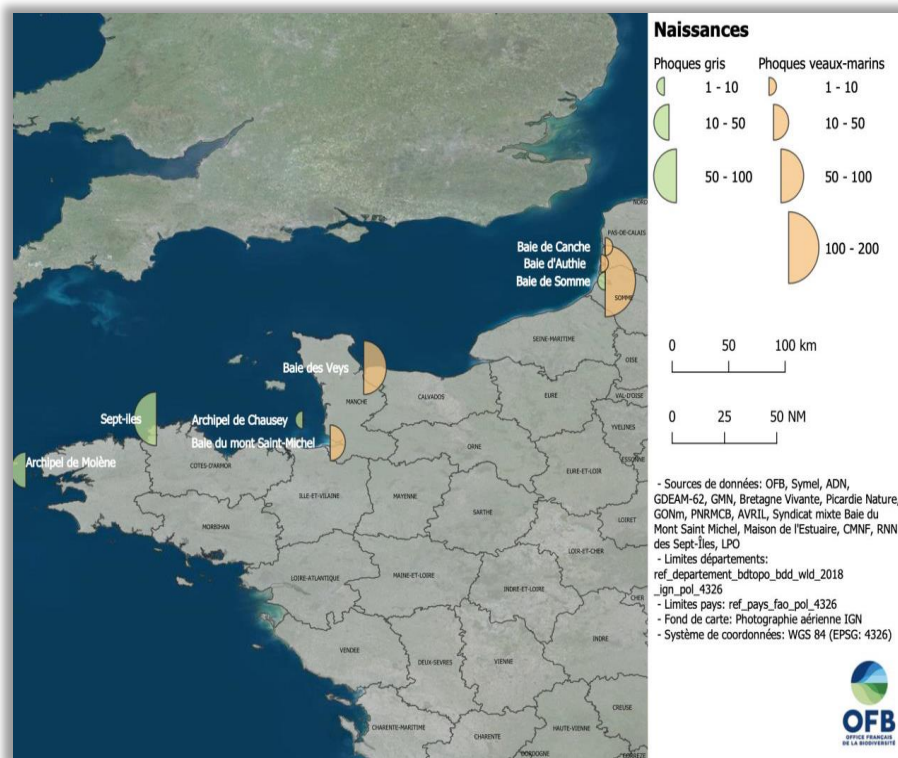 Naissances
Phoques gris
Phoques veaux-marins
1 - 10
1 - 10
10 - 50
10 - 50
50 - 100
50 - 100
100 - 200
NORD
PAS-DE-CALAIS
Baie de Canche
Baie d'Authie
Baie de Somme
SOMME
SEINE-MARITIME
OISE
Baie des Veys
MANCHE
CALVADOS
EURE
VAL-D'OISE
Sept-iles
Archipel de Chausey
YVELINES
Baie du mont Saint-Michel
ORNE
ESSONNE
Archipel de Molène
COTES-D'ARMOR
EURE-ET-LOIR
ILLE-ET-VILAINE
MAYENNE
SARTHE
LOIRET
MORBIHAN
LOIR-ET-CHER
LOIRE-ATLANTIQUE
MAINE-ET-LOIRE
INDRE-ET-LOIRE
CHER
INDRE
VENDEE
DEUX-SEVRES
VIENNE
CREUSE
CHARENTE-MARITIME
CHARENTE
HAUTE-VIENNE
DORDOGNE
CORREZE
0 50 100 km
0 25 50 NM
- Sources de données: OFB, Symel, ADN,
GDEAM-62, GMN, Bretagne Vivante, Picardie Nature,
GONm, PNRMCB, AVRIL, Syndicat mixte Baie du
Mont Saint Michel, Maison de l'Estuaire, CMNF, RNN
des Sept-Îles, LPO
- Limites départements:
ref_departement_bdtopo_bdd_wld_2018
_ign_pol_4326
- Limites pays: ref_pays_fao_pol_4326
- Fond de carte: Photographie aérienne IGN
- Système de coordonnées: WGS 84 (EPSG: 4326)
OFB
OFFICE FRANÇAIS
DE LA BIODIVERSITÉ